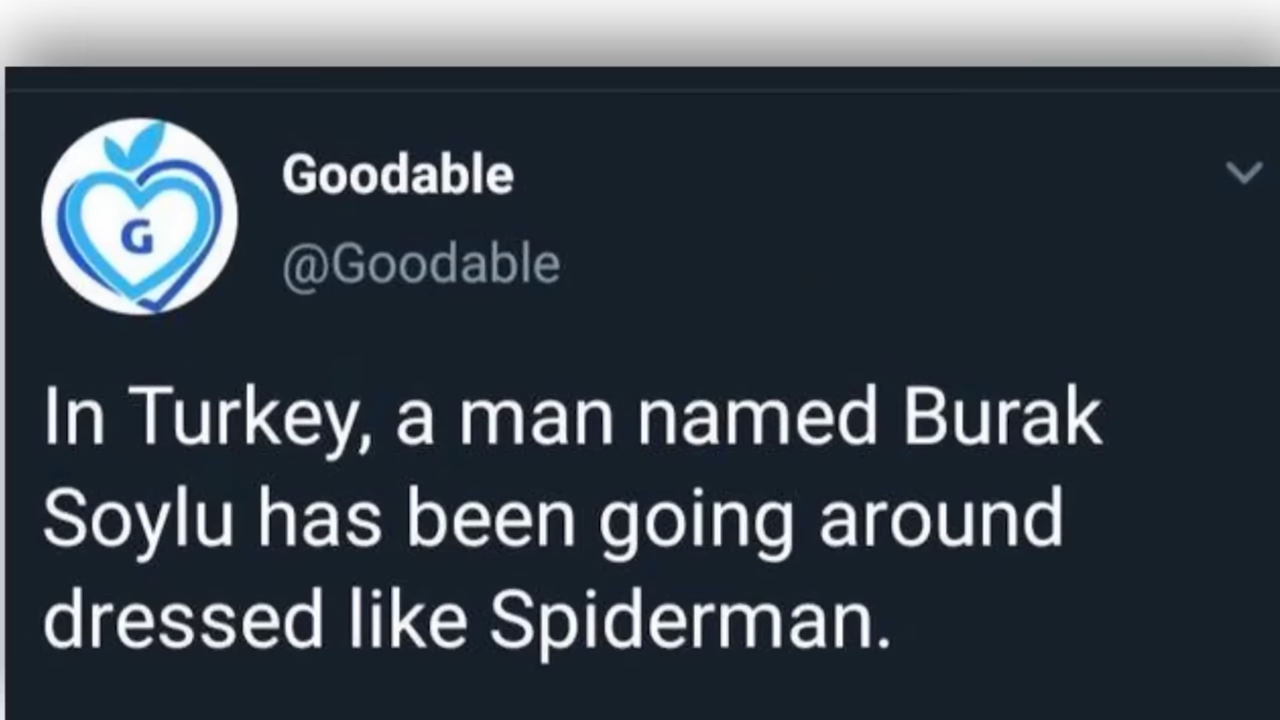 G
Goodable
@Goodable
In Turkey, a man named Burak
Soylu has been going around
dressed like Spiderman.